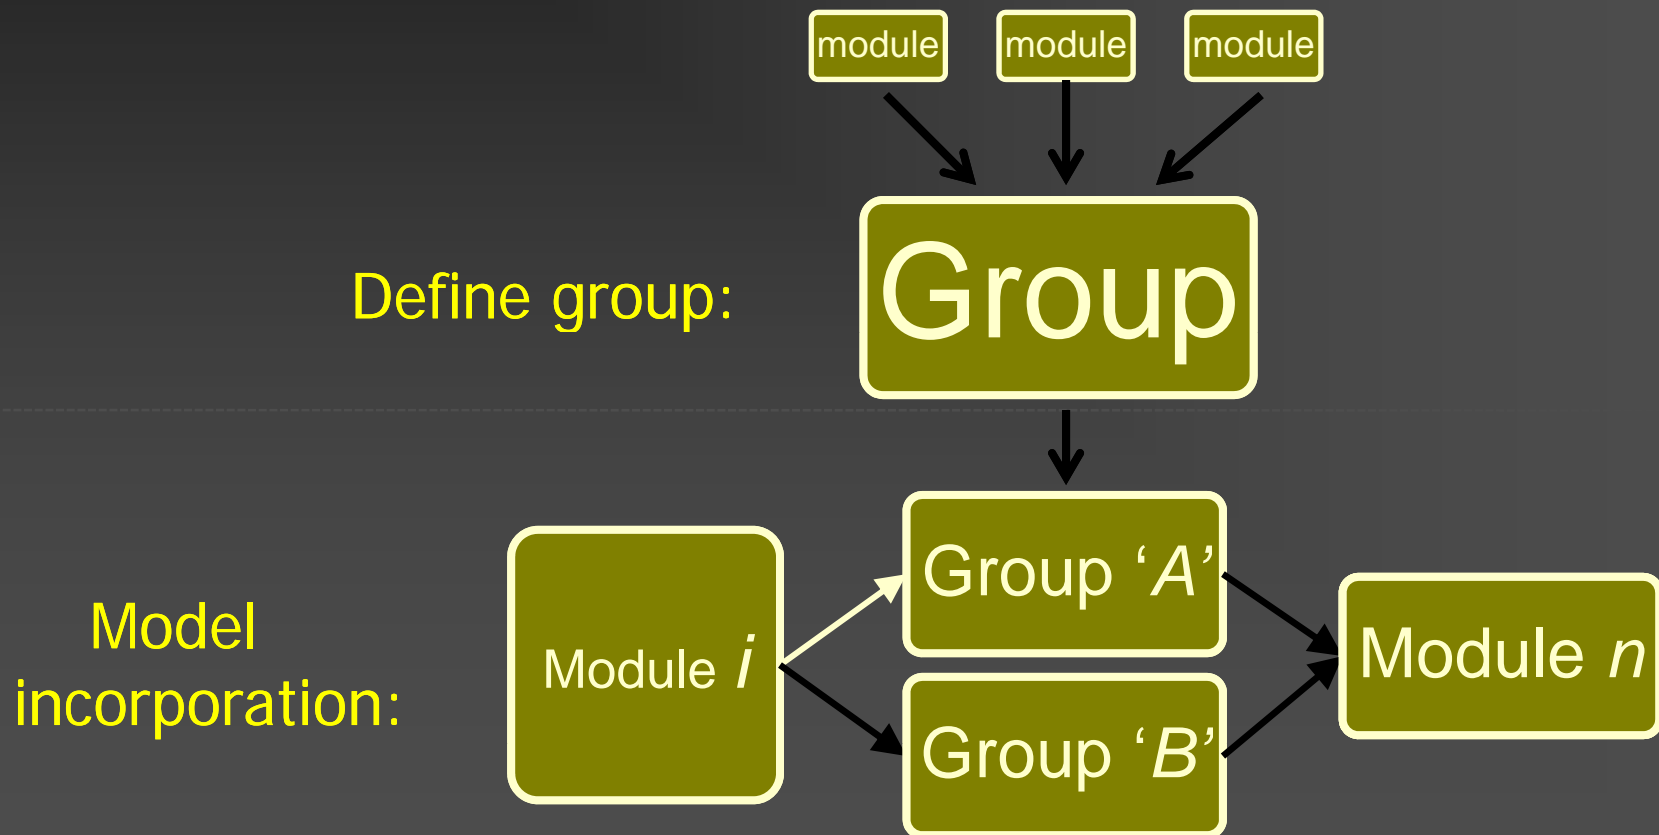 module
module
module
Define group:
Group
Model
incorporation:
Module i
Group ‘A’
Group ‘B’
Module n